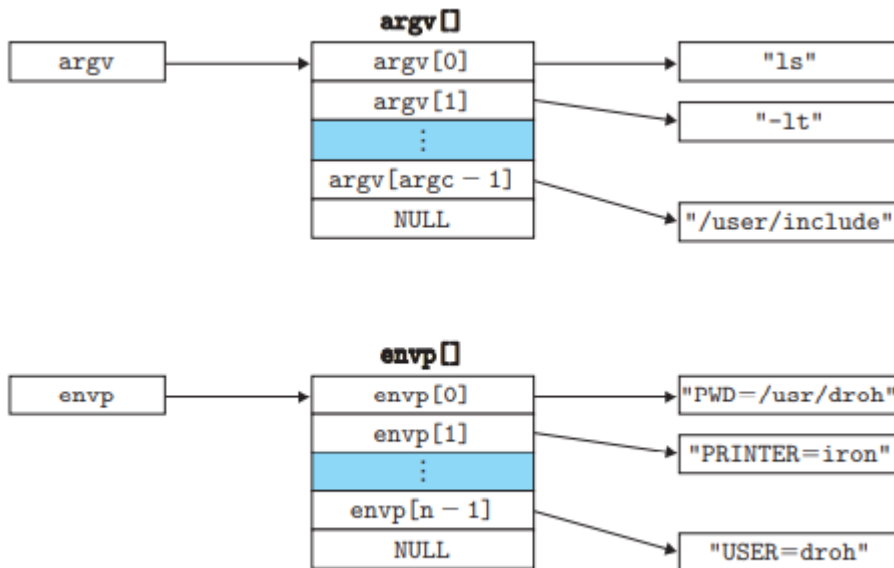 argv[]
argv
argv[0]
"ls"
argv[1]
"-lt"
⋮
argv[argc − 1]
"/user/include"
NULL
envp[]
envp
envp[0]
"PWD=/usr/droh"
envp[1]
"PRINTER=iron"
⋮
envp[n − 1]
NULL
"USER=droh"